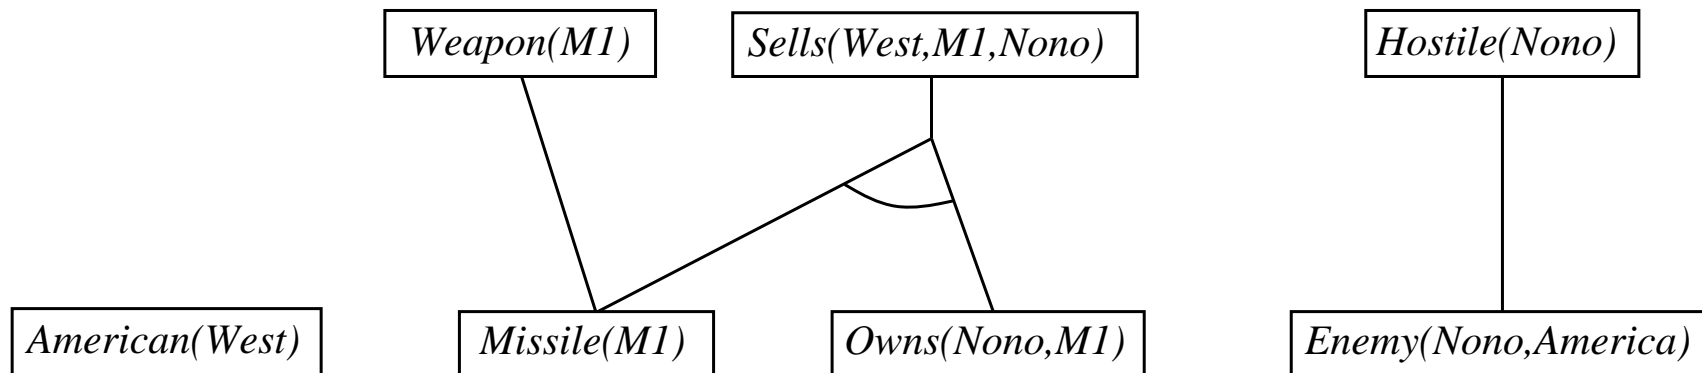 Weapon(M1)
Sells(West,M1,Nono)
Hostile(Nono)
American(West)
Missile(M1)
Owns(Nono,M1)
Enemy(Nono,America)